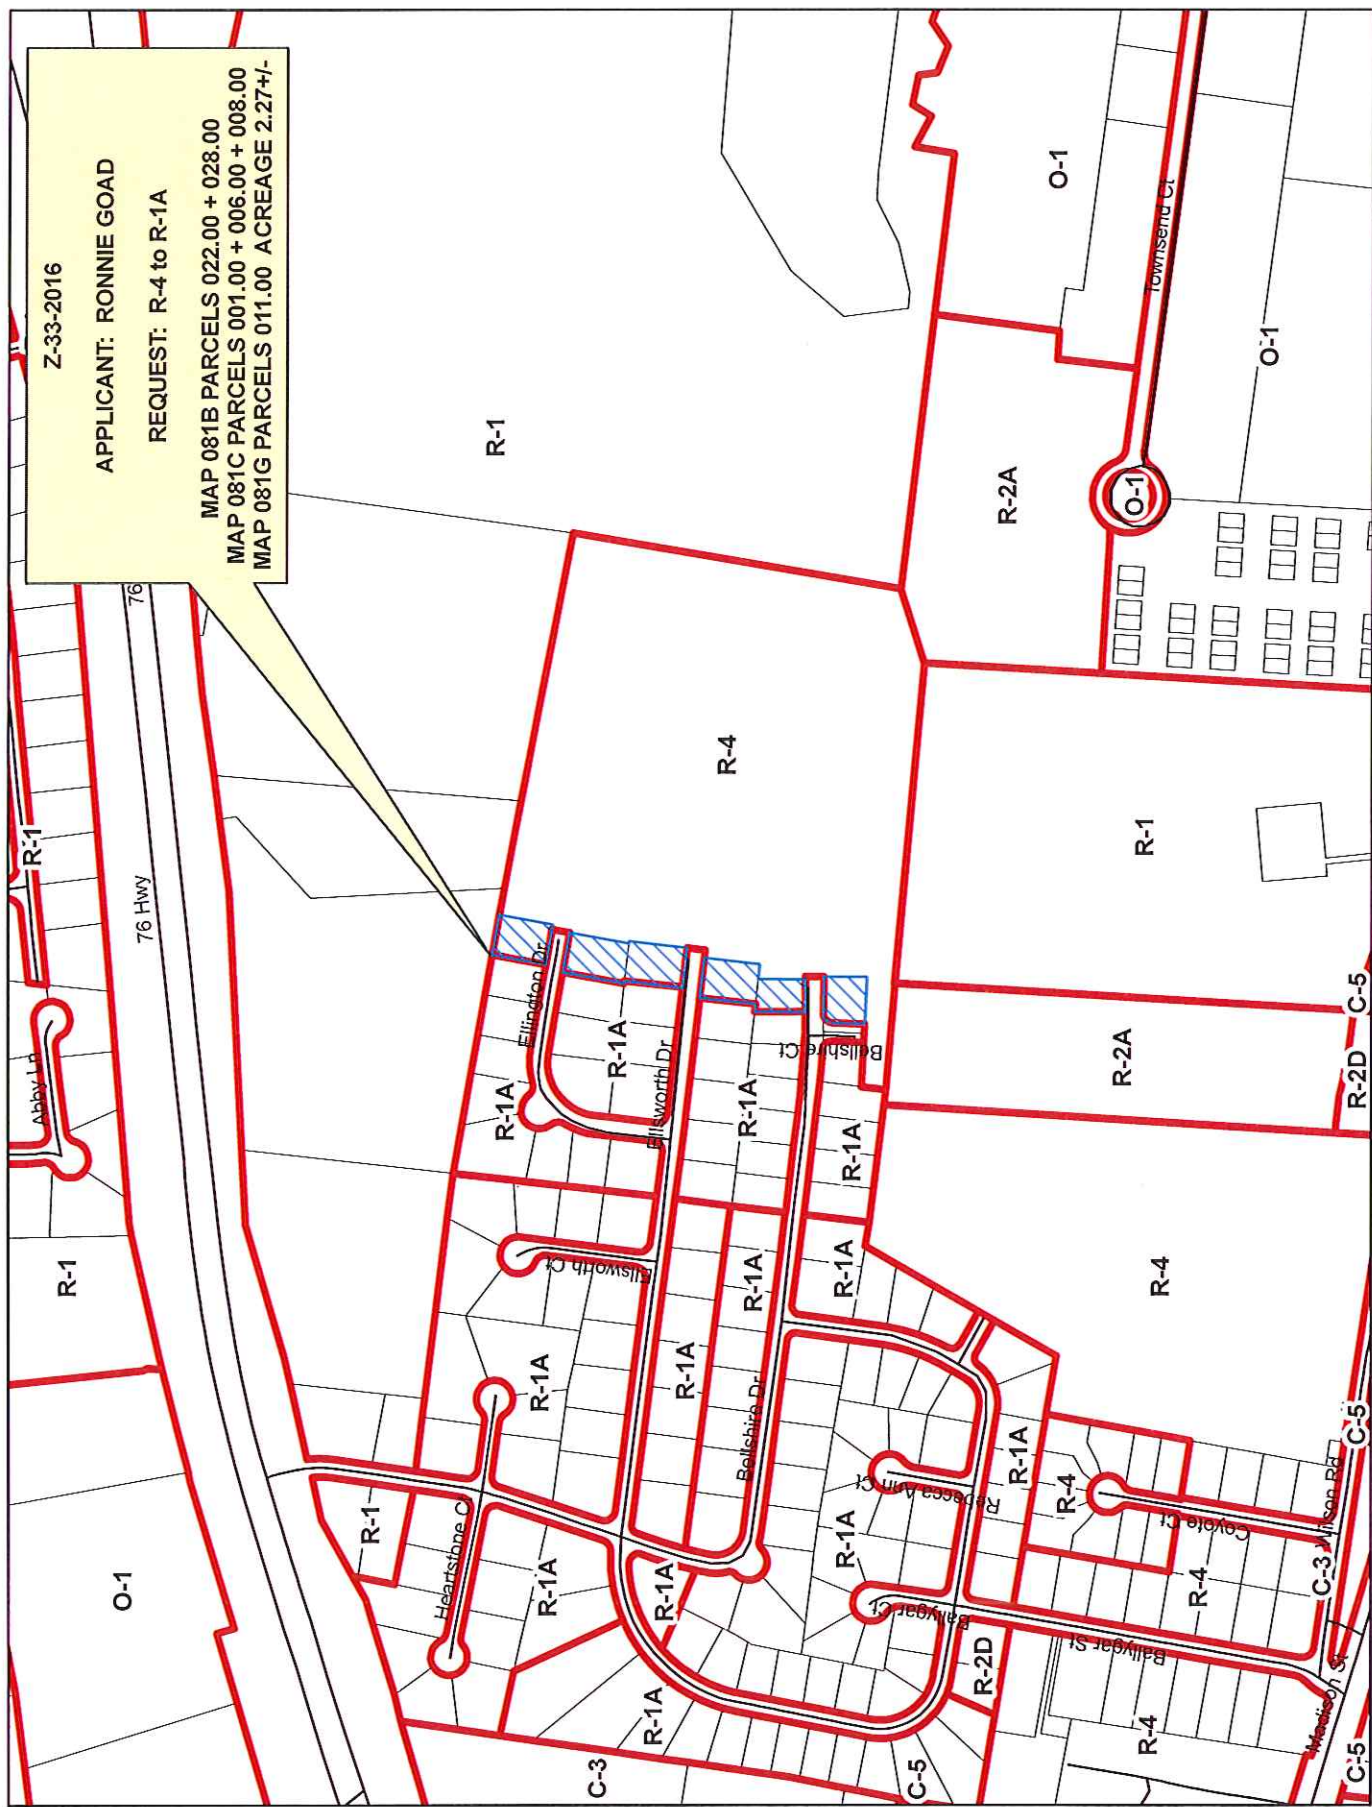 Z-33-2016
APPLICANT: RONNIE GOAD
REQUEST: R-4 to R-1A
MAP 081B PARCELS 022.00 + 028.00
MAP 081C PARCELS 001.00 + 006.00 + 008.00
MAP 081G PARCELS 011.00 ACREAGE 2.27+/-
76
76 Hwy
R-1
Abby Ln
R-1
O-1
R-1
R-1
O-1
Townsend Ct
O-1
O-1
R-2A
R-4
R-1
Ellington Dr
R-1A
R-1A
Ellsworth Dr
R-1A
Bellshire Ct
R-1A
R-2A
C-5
R-2D
Ellsworth Ct
R-1A
R-1A
R-4
R-1A
R-1A
Bellshire Dr
R-1
Heartstone Ct
R-1A
R-1A
R-1A
Rebecca Ann Ct
R-1A
R-4
Coyote Ct
C-5
Wilson Rd
C-3
R-1A
Ballygar Ct
R-4
Ballygar St
R-2D
R-4
Madison St
C-3
C-5
C-5